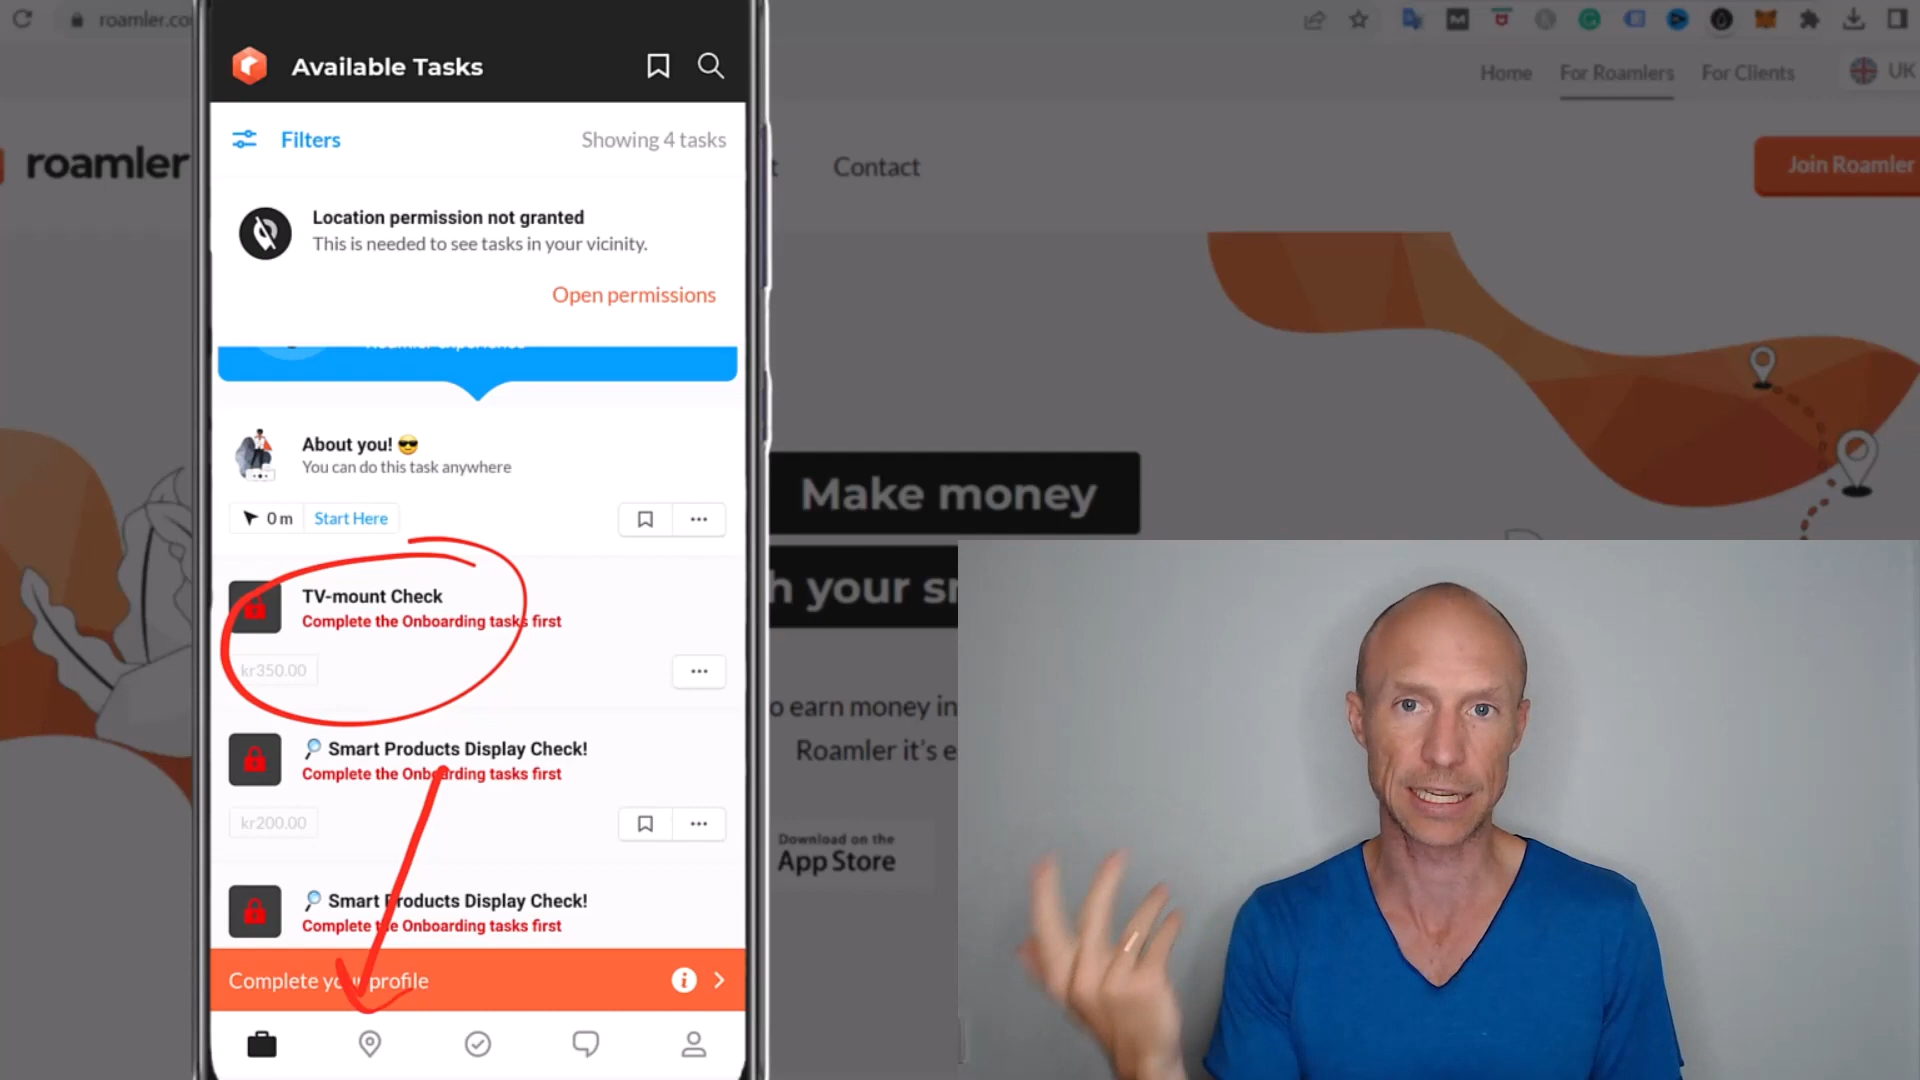 roamler.co
Available Tasks
Filters
Showing 4 tasks
Location permission not granted
This is needed to see tasks in your vicinity.
Open permissions
About you! 😎
You can do this task anywhere
0 m
Start Here
TV-mount Check
Complete the Onboarding tasks first
kr350.00
Smart Products Display Check!
Complete the Onboarding tasks first
kr200.00
Smart Products Display Check!
Complete the Onboarding tasks first
Complete your profile
Home
For Roamlers
For Clients
UK
roamler
Contact
Join Roamler
Make money
h your
o earn money in
Roamler it's e
Download on the
App Store